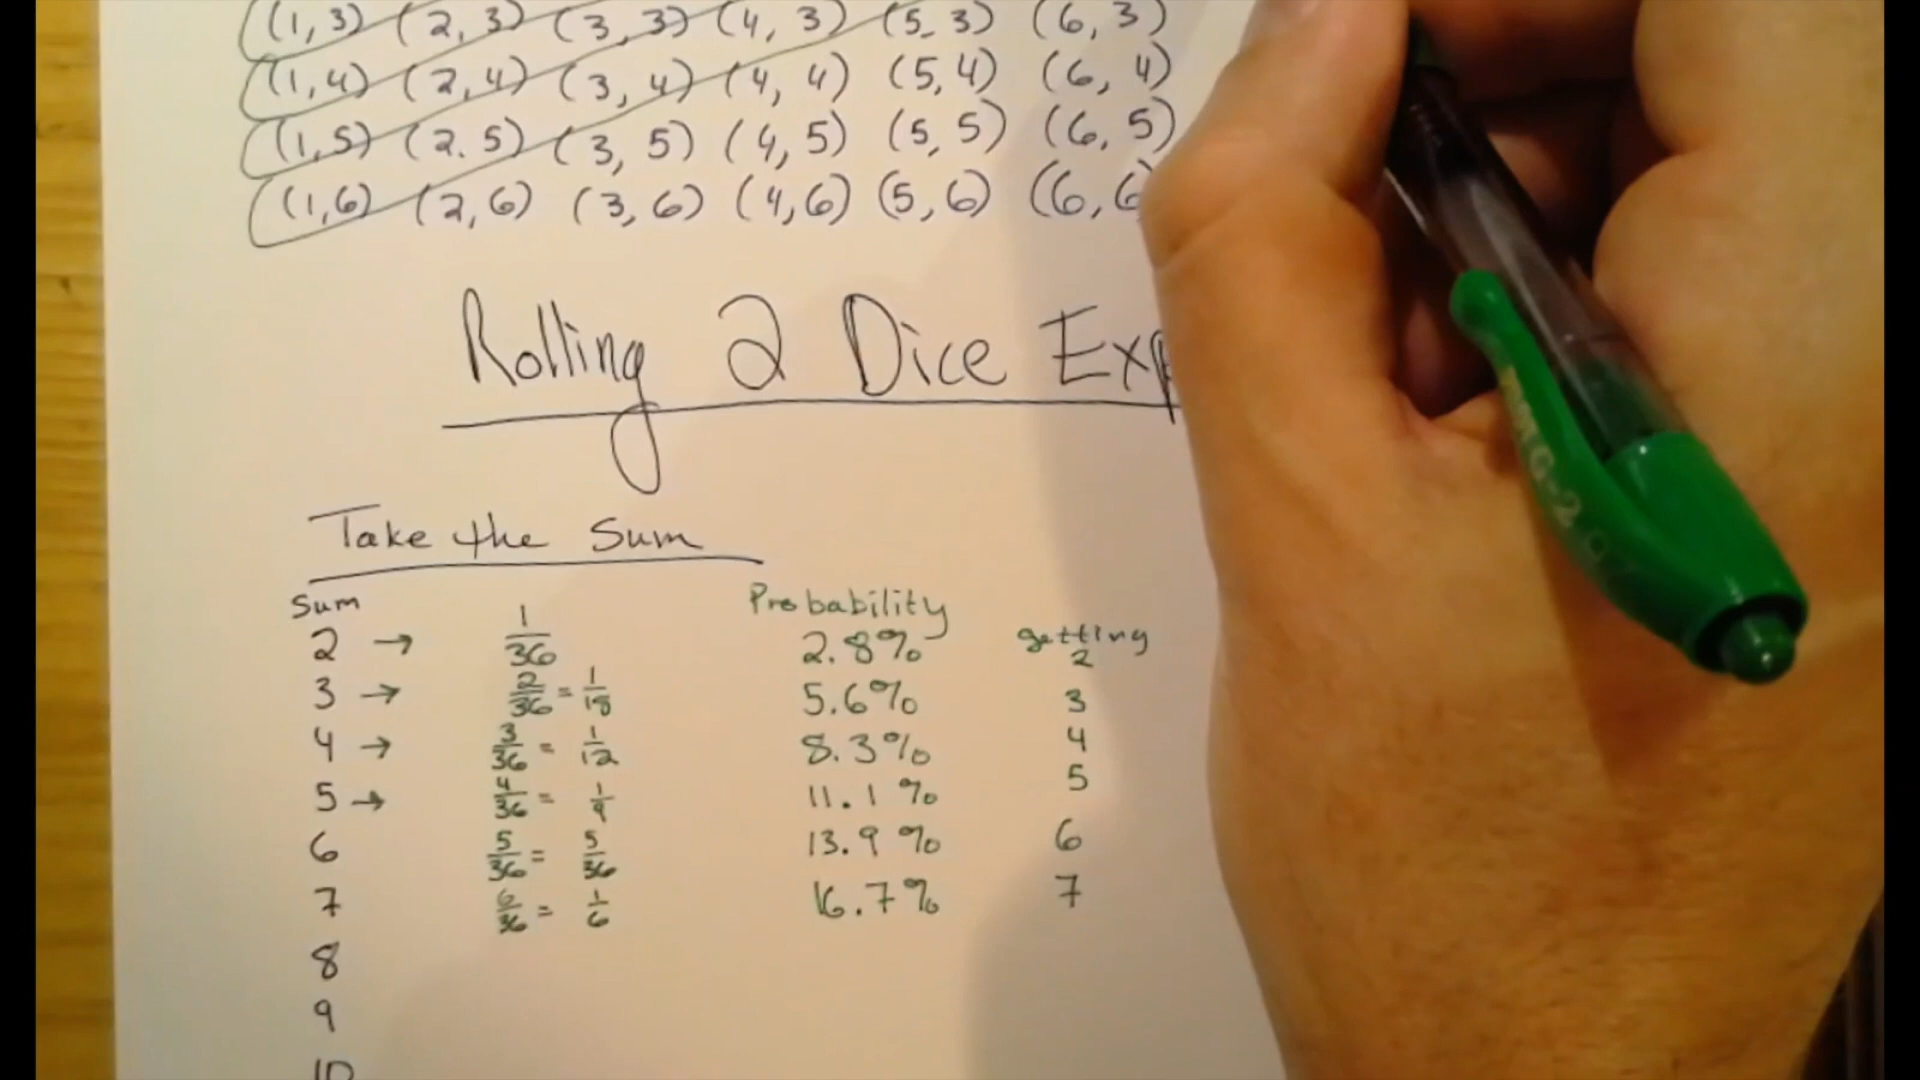 (1,3) (2,3) (3,3) (4,3) (5,3) (6,3)
(1,4) (2,4) (3,4) (4,4) (5,4) (6,4)
(1,5) (2.5) (3,5) (4,5) (5,5) (6,5)
(1,6) (2,6) (3,6) (4,6) (5,6) (6,6
Rolling 2 Dice Exp
Take the Sum
Sum Probability
2 → 1/36 2.8% getting 2
3 → 2/36 = 1/18 5.6% 3
4 → 3/36 = 1/12 8.3% 4
5 → 4/36 = 1/9 11.1% 5
6 5/36 = 5/36 13.9% 6
7 6/36 = 1/6 16.7% 7
8
9
10
G-2